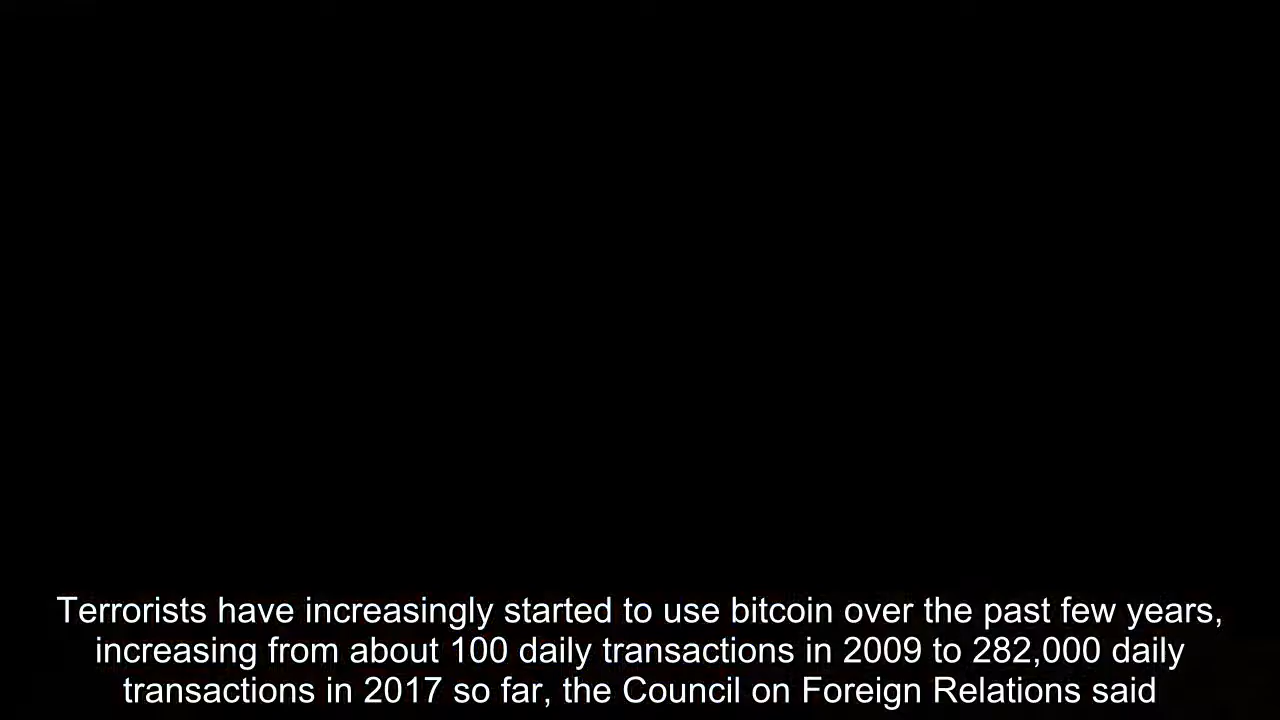 Terrorists have increasingly started to use bitcoin over the past few years,
increasing from about 100 daily transactions in 2009 to 282,000 daily
transactions in 2017 so far, the Council on Foreign Relations said